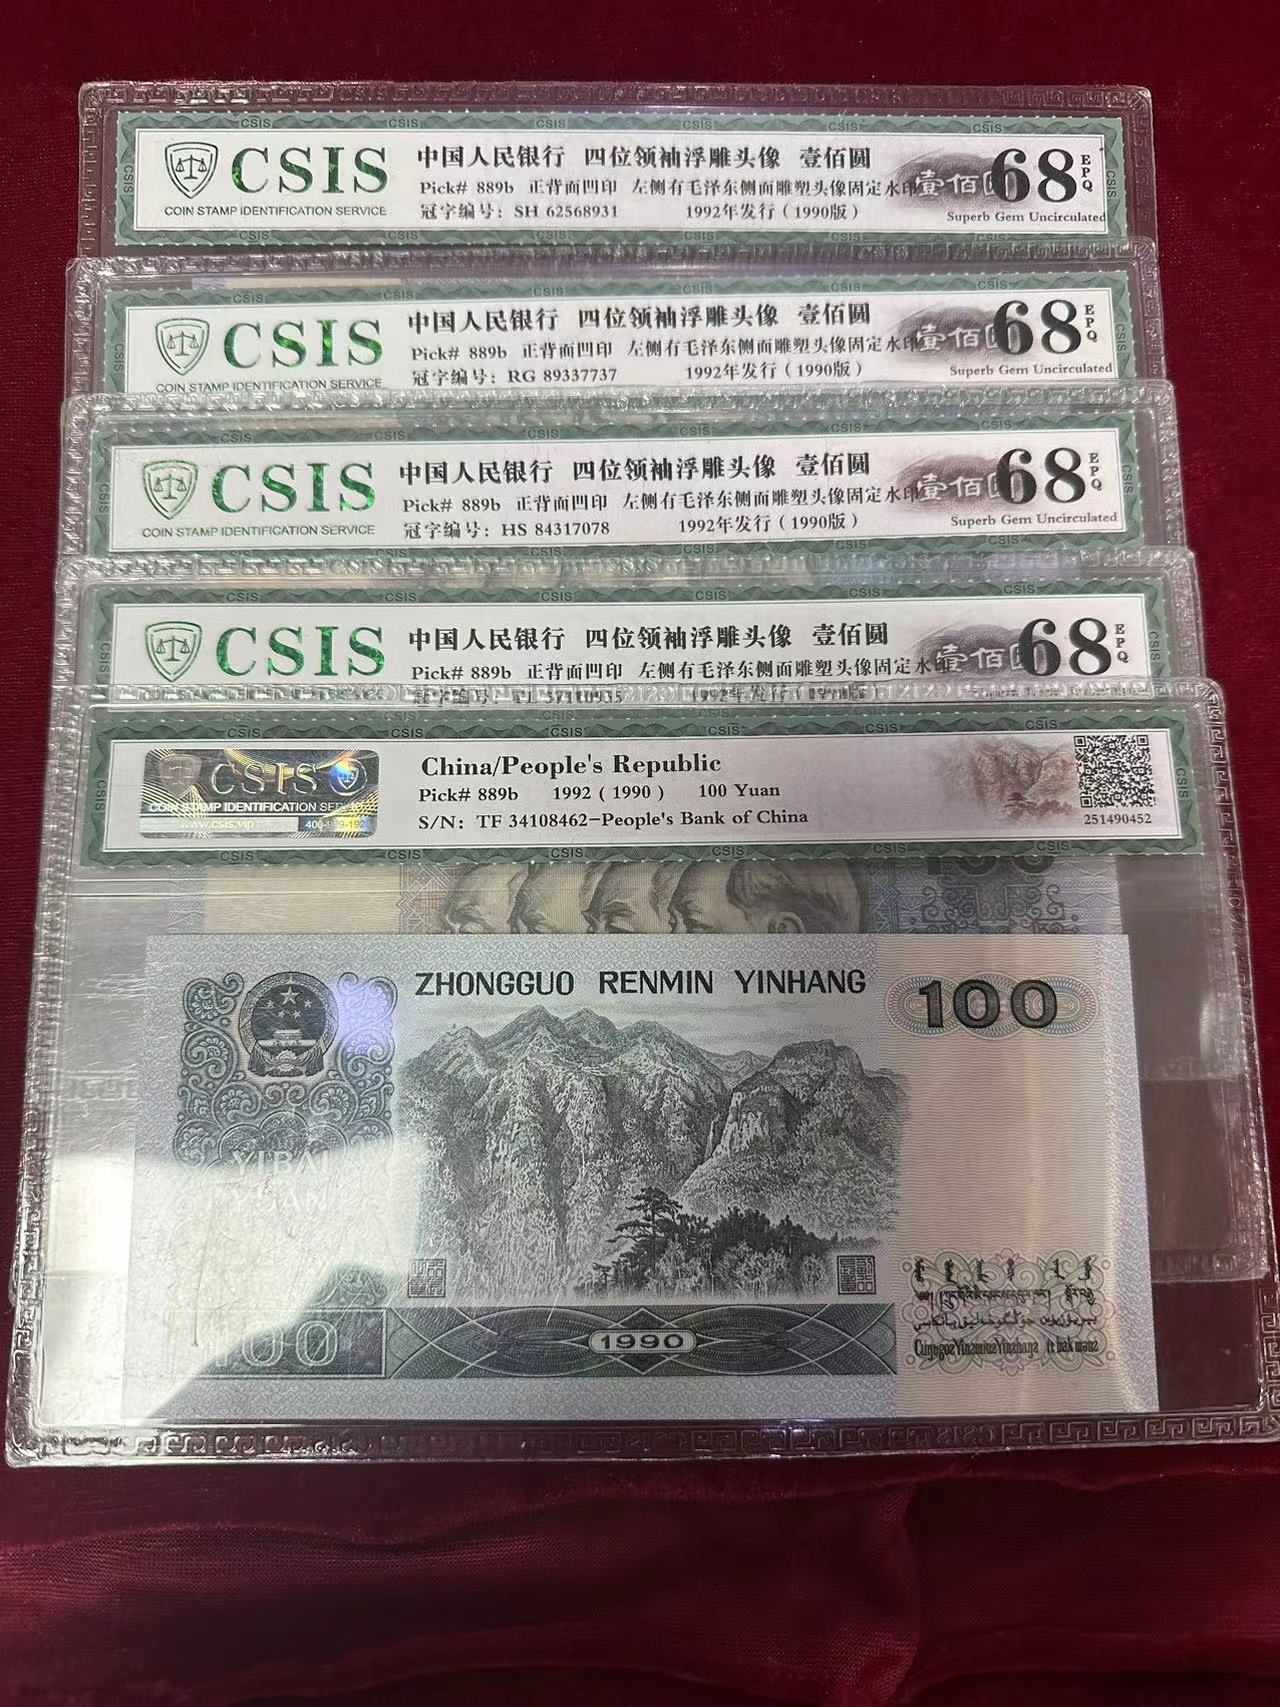 CSIS
COIN STAMP IDENTIFICATION SERVICE
中国人民银行 四位领袖浮雕头像 壹佰圆
Pick# 889b 正背面凹印 左侧有毛泽东侧面雕塑头像固定水印
冠字编号: SH 62568931 1992年发行(1990版)
壹佰圆
68
EPQ
Superb Gem Uncirculated
CSIS
COIN STAMP IDENTIFICATION SERVICE
中国人民银行 四位领袖浮雕头像 壹佰圆
Pick# 889b 正背面凹印 左侧有毛泽东侧面雕塑头像固定水印
冠字编号: RG 89337737 1992年发行(1990版)
壹佰圆
68
EPQ
Superb Gem Uncirculated
CSIS
COIN STAMP IDENTIFICATION SERVICE
中国人民银行 四位领袖浮雕头像 壹佰圆
Pick# 889b 正背面凹印 左侧有毛泽东侧面雕塑头像固定水印
冠字编号: HS 84317078 1992年发行(1990版)
壹佰圆
68
EPQ
Superb Gem Uncirculated
CSIS
中国人民银行 四位领袖浮雕头像 壹佰圆
Pick# 889b 正背面凹印 左侧有毛泽东侧面雕塑头像固定水印
壹佰圆
68
EPQ
CSIS
COIN STAMP IDENTIFICATION SERVICE
www.csis.vip
China/People's Republic
Pick# 889b 1992 ( 1990 ) 100 Yuan
S/N: TF 34108462-People's Bank of China
251490452
ZHONGGUO RENMIN YINHANG
100
YIBAI
YUAN
100
1990